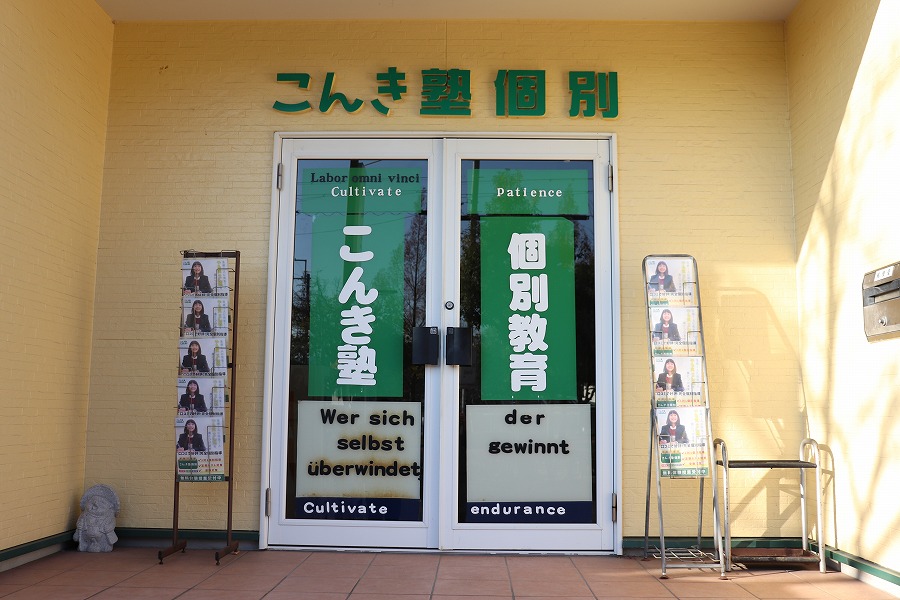 こんき塾個別
Labor omni vinci
Cultivate
Patience
こんき塾
個別教育
Wer sich
selbst
überwindet
der
gewinnt
Cultivate
endurance